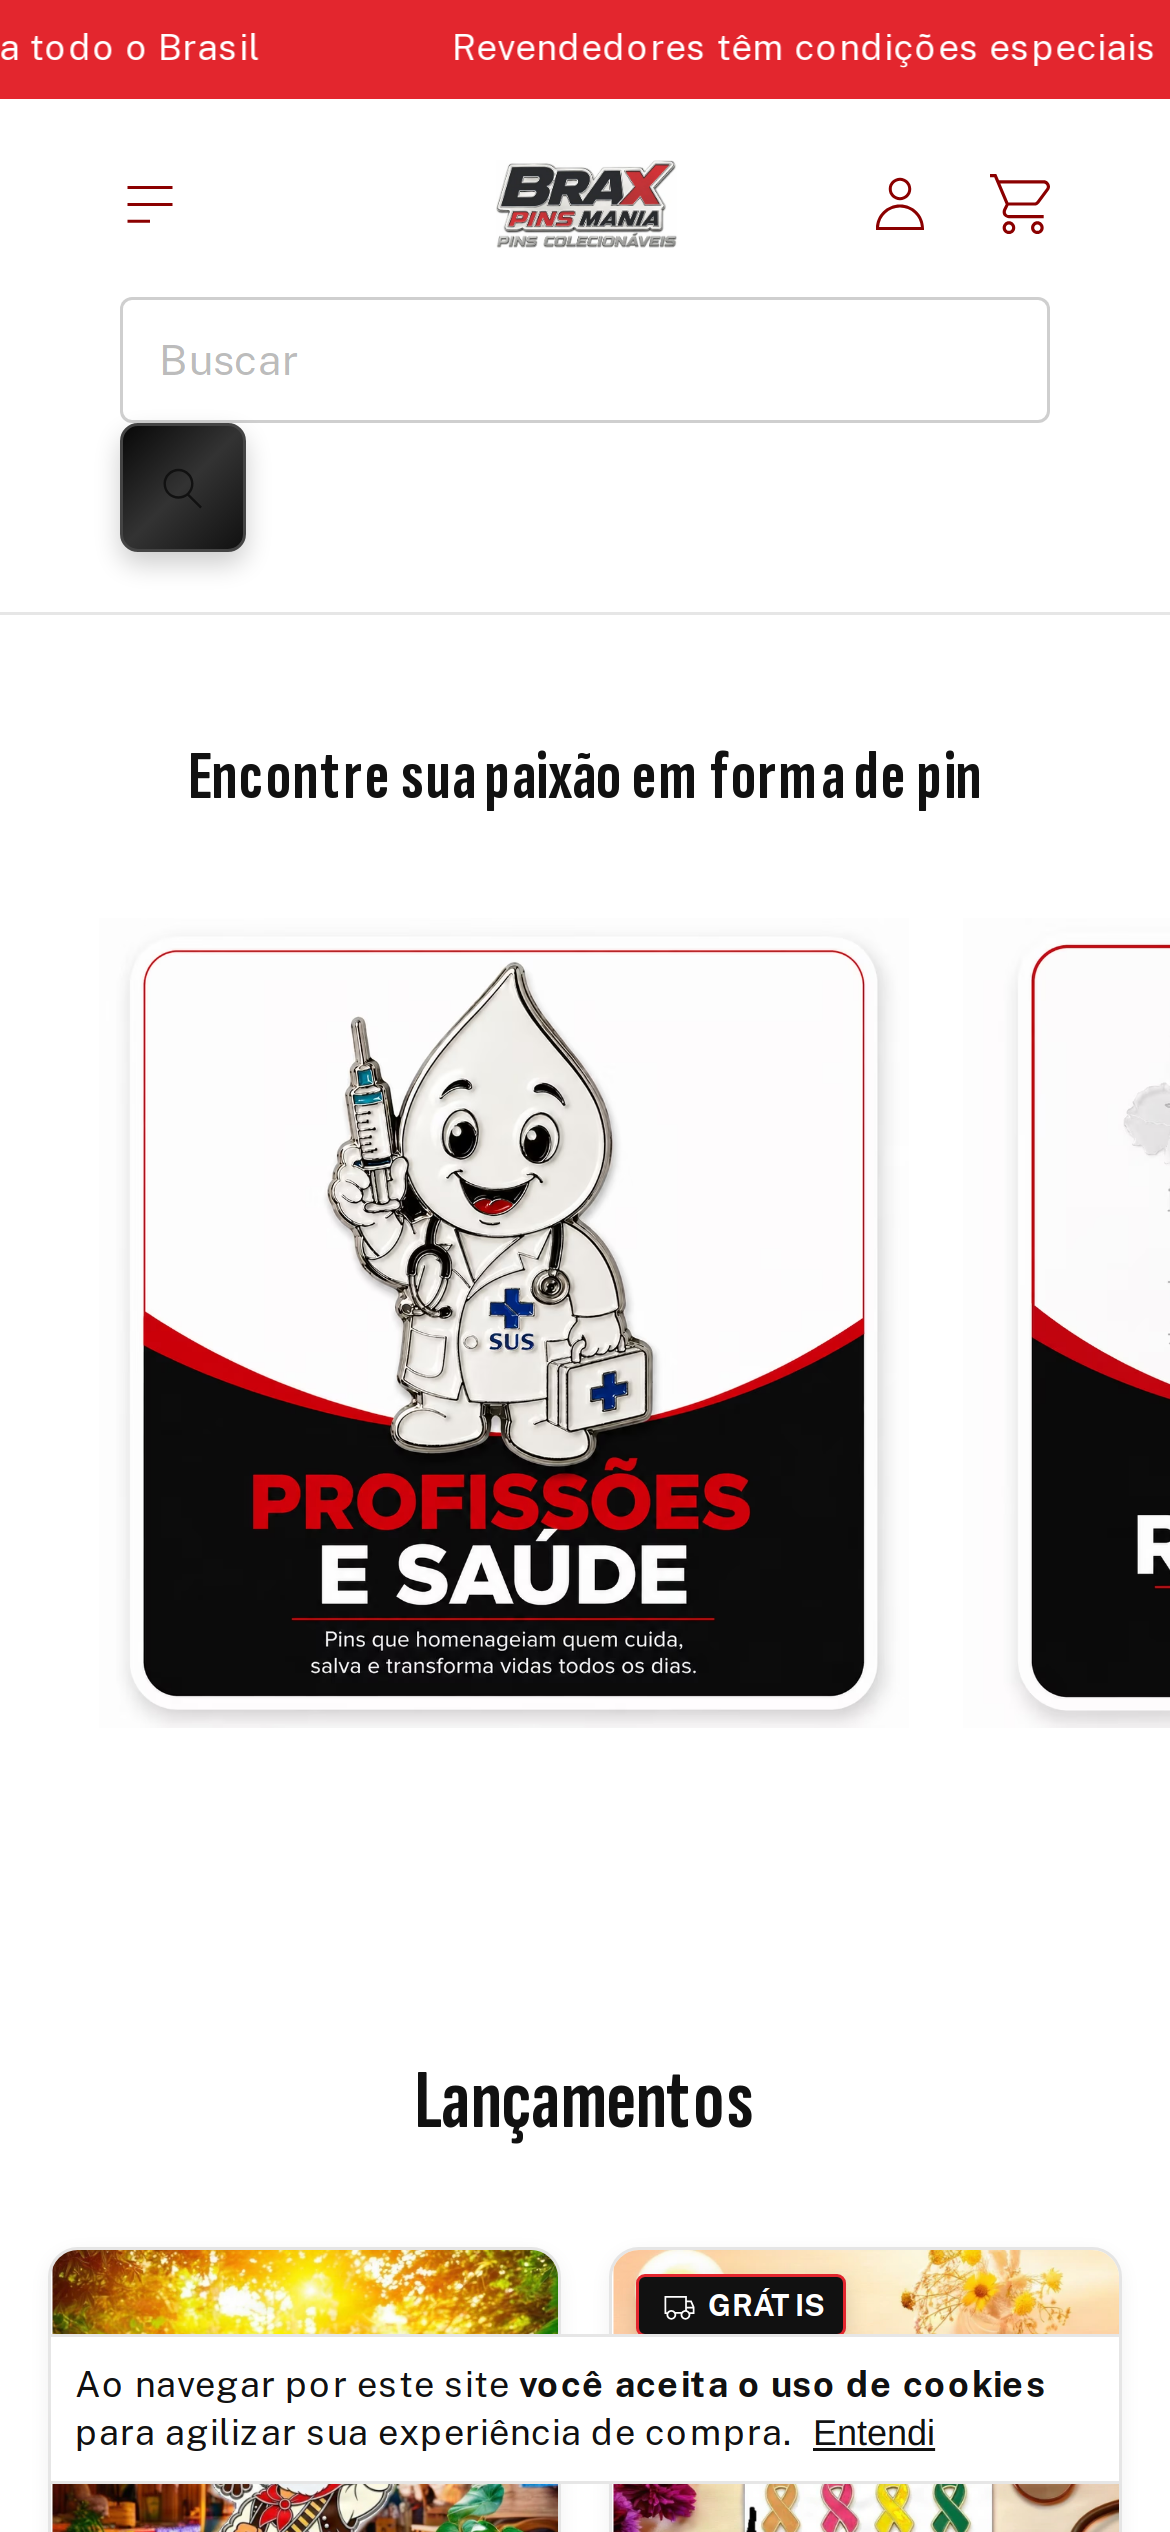 a todo o Brasil Revendedores têm condições especiais
BRAX
PINS MANIA
PINS COLECIONÁVEIS
Buscar
Encontre sua paixão em forma de pin
SUS
PROFISSÕES
E SAÚDE
Pins que homenageiam quem cuida,
salva e transforma vidas todos os dias.
R
Lançamentos
GRÁTIS
Ao navegar por este site você aceita o uso de cookies
para agilizar sua experiência de compra. Entendi